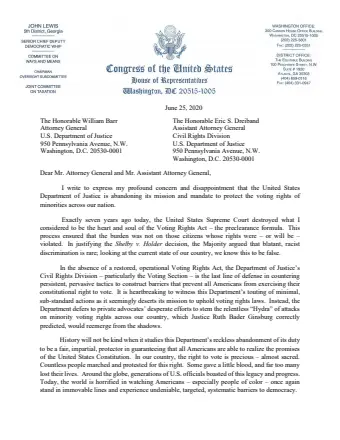 JOHN LEWIS
5th District, Georgia
SENIOR CHIEF DEPUTY
DEMOCRATIC WHIP
COMMITTEE ON
WAYS AND MEANS
CHAIRMAN
OVERSIGHT SUBCOMMITTEE
JOINT COMMITTEE
ON TAXATION
WASHINGTON OFFICE:
300 Cannon House Office Building
Washington, DC 20515-1005
DISTRICT OFFICE:
The Equitable Building
Congress of the United States
House of Representatives
Washington, DC 20515-1005
June 25, 2020
The Honorable William Barr
Attorney General
U.S. Department of Justice
950 Pennsylvania Avenue, N.W.
Washington, D.C. 20530-0001
The Honorable Eric S. Dreiband
Assistant Attorney General
Civil Rights Division
U.S. Department of Justice
950 Pennsylvania Avenue, N.W.
Washington, D.C. 20530-0001
Dear Mr. Attorney General and Mr. Assistant Attorney General,
I write to express my profound concern and disappointment that the United States
Department of Justice is abandoning its mission and mandate to protect the voting rights of
minorities across our nation.
Exactly seven years ago today, the United States Supreme Court destroyed what I
considered to be the heart and soul of the Voting Rights Act – the preclearance formula. This
process ensured that the burden was not on those citizens whose rights were – or will be –
violated. In justifying the Shelby v. Holder decision, the Majority argued that blatant, racist
discrimination is rare; looking at the current state of our country, we know this to be false.
In the absence of a restored, operational Voting Rights Act, the Department of Justice's
Civil Rights Division – particularly the Voting Section – is the last line of defense in countering
persistent, pervasive tactics to construct barriers that prevent all Americans from exercising their
constitutional right to vote. It is heartbreaking to witness this Department's touting of minimal,
sub-standard actions as it seemingly deserts its mission to uphold voting rights laws. Instead, the
Department defers to private advocates' desperate efforts to stem the relentless "Hydra" of attacks
on minority voting rights across our country, which Justice Ruth Bader Ginsburg correctly
predicted, would reemerge from the shadows.
History will not be kind when it studies this Department's reckless abandonment of its duty
to be a fair, impartial, protector in guaranteeing that all Americans are able to realize the promises
of the United States Constitution. In our country, the right to vote is precious – almost sacred.
Countless people marched and protested for this right. Some gave a little blood, and far too many
lost their lives. Around the globe, generations of U.S. officials boasted of this legacy and progress.
Today, the world is horrified in watching Americans – especially people of color – once again
stand in immovable lines and experience undeniable, targeted, systematic barriers to democracy.